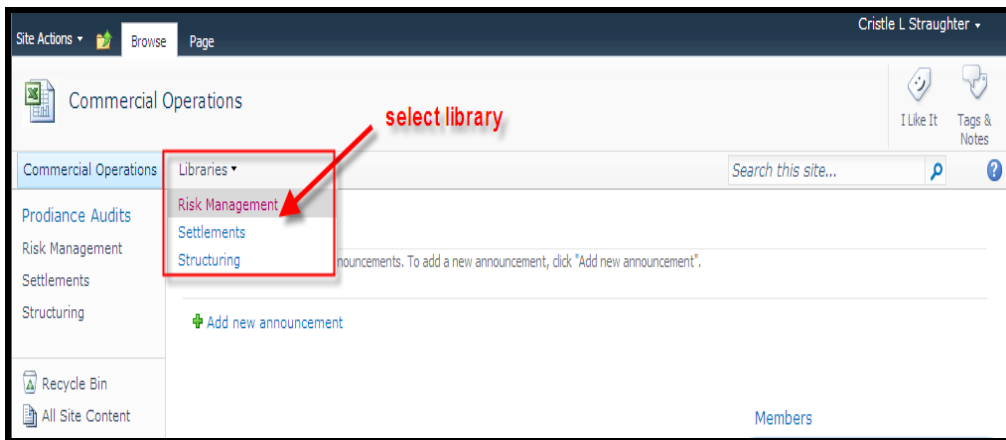 Cristle L Straughter
Site Actions
Browse
Page
Commercial Operations
select library
I Like It
Tags &
Notes
Commercial Operations
Libraries
Search this site...
Prodiance Audits
Risk Management
Settlements
Structuring
Risk Management
Settlements
Structuring
nouncements. To add a new announcement, click "Add new announcement".
Add new announcement
Recycle Bin
All Site Content
Members